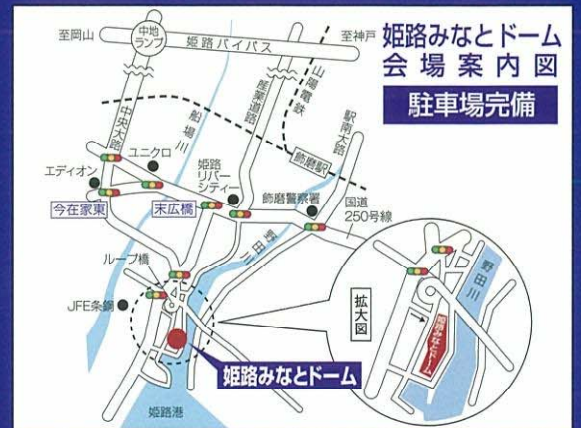 姫路みなとドーム
会場案内図
駐車場完備
至岡山
中地
ランプ
姫路バイパス
至神戸
中央大路
船場川
産業道路
山陽電鉄
駅南大路
飾磨駅
ユニクロ
エディオン
姫路
リバー
シティー
飾磨警察署
国道
250号線
今在家東
末広橋
野田川
ループ橋
JFE条鋼
姫路みなとドーム
姫路港
拡大図
野田川
姫路みなとドーム